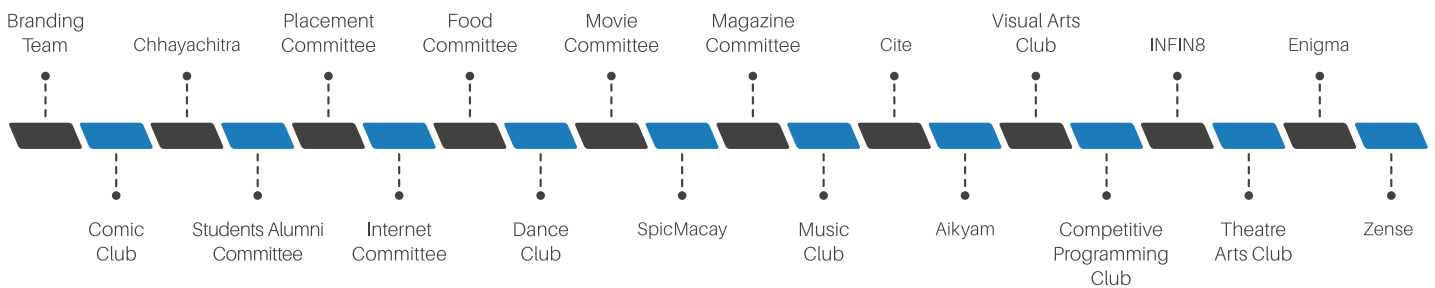 Branding
Team
Chhayachitra
Placement
Committee
Food
Committee
Movie
Committee
Magazine
Committee
Cite
Visual Arts
Club
INFIN8
Enigma
Comic
Club
Students Alumni
Committee
Internet
Committee
Dance
Club
SpicMacay
Music
Club
Aikyam
Competitive
Programming
Club
Theatre
Arts Club
Zense